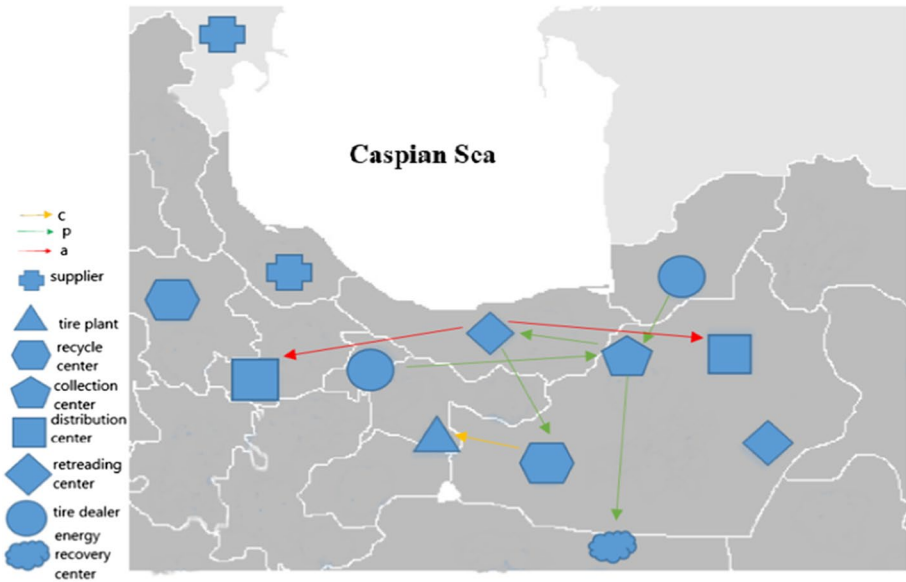 Caspian Sea
c
p
a
supplier
tire plant
recycle
center
collection
center
distribution
center
retreading
center
tire dealer
energy
recovery
center